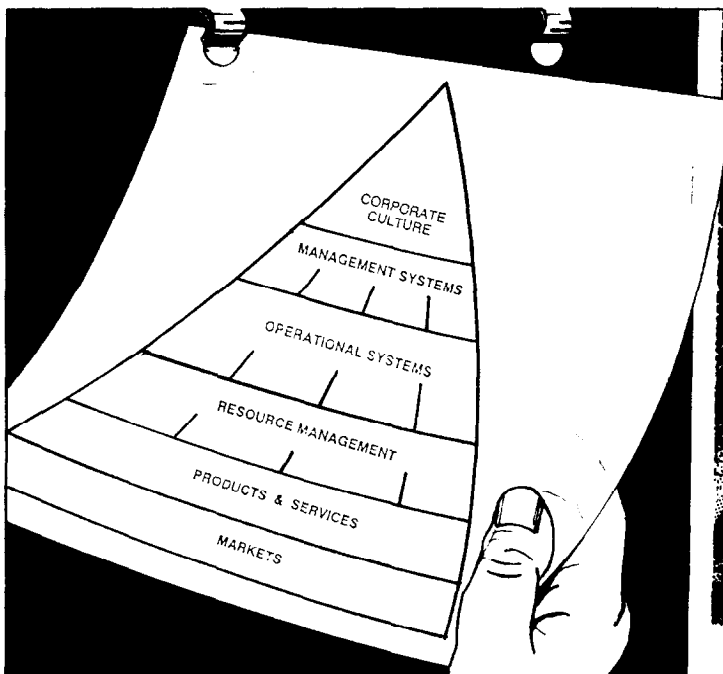 CORPORATE
CULTURE
MANAGEMENT SYSTEMS
OPERATIONAL SYSTEMS
RESOURCE MANAGEMENT
PRODUCTS & SERVICES
MARKETS